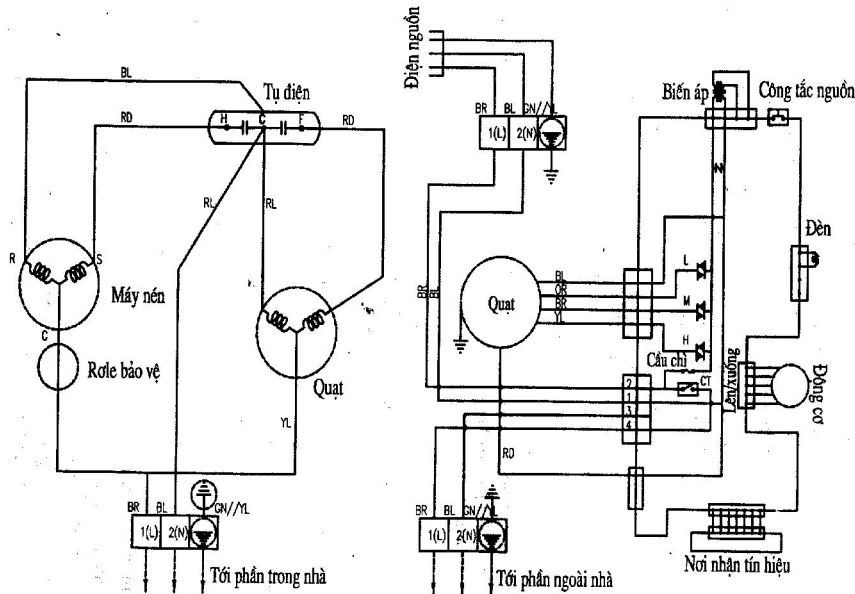 BL
Tụ điện
RD
H
C
F
RD
RL
RL
R
S
Máy nén
C
Rơle bảo vệ
Quạt
YL
BR
BL
GN//YL
1(L)
2(N)
Tới phần trong nhà
Điện nguồn
BR
BL
GN//YL
1(L)
2(N)
Biến áp
Công tắc nguồn
Đèn
BR
BL
Quạt
BL
OR
BR
YL
L
M
H
Cầu chì
CT
2
1
3
4
Lên/xuống
Động cơ
RD
BR
BL
1(L)
2(N)
Tới phần ngoài nhà
Nơi nhận tín hiệu